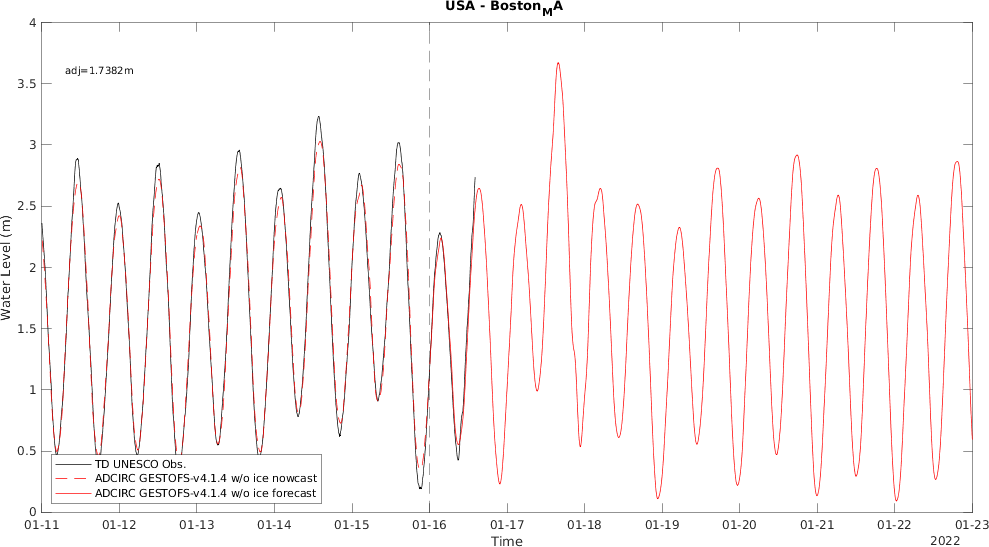 USA - Boston_MA
4
3.5
3
2.5
2
1.5
1
0.5
0
Water Level (m)
adj=1.7382m
TD UNESCO Obs.
ADCIRC GESTOFS-v4.1.4 w/o ice nowcast
ADCIRC GESTOFS-v4.1.4 w/o ice forecast
01-11 01-12 01-13 01-14 01-15 01-16 01-17 01-18 01-19 01-20 01-21 01-22 01-23
Time
2022